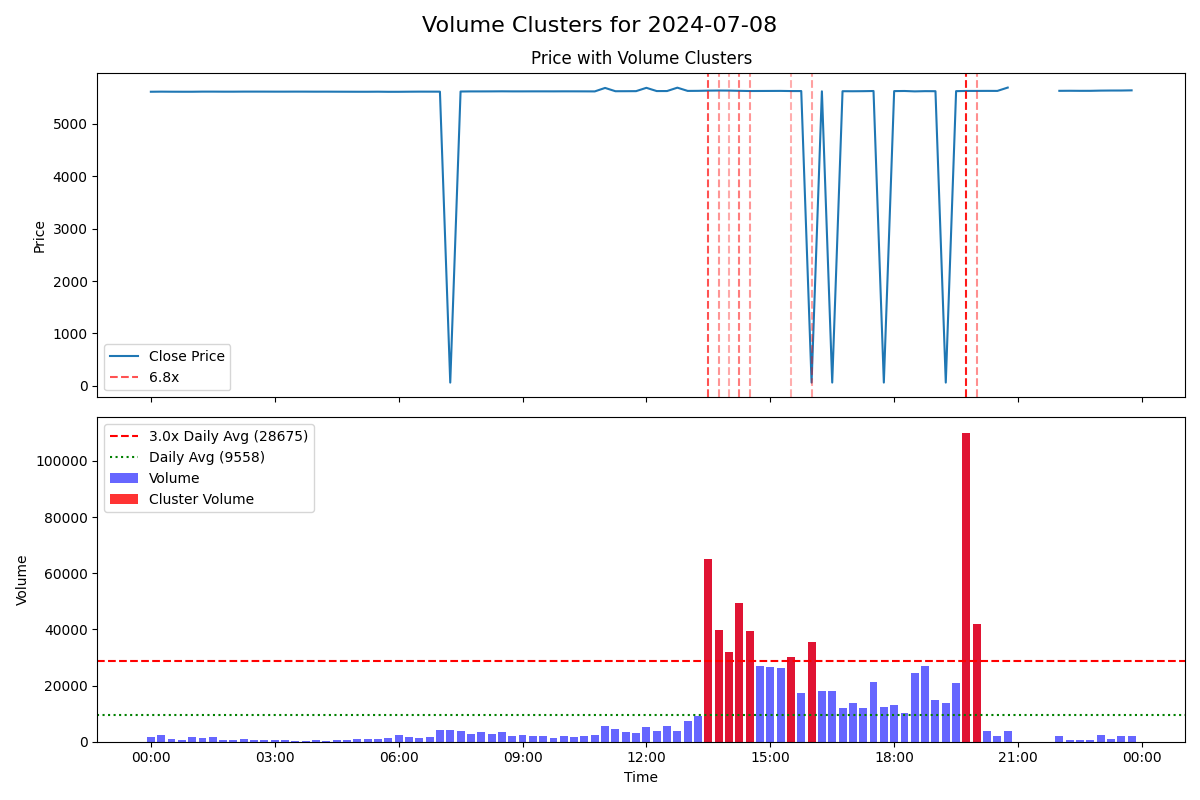 Volume Clusters for 2024-07-08
Price with Volume Clusters
Price
5000
4000
3000
2000
1000
0
Close Price
6.8x
Volume
100000
80000
60000
40000
20000
0
3.0x Daily Avg (28675)
Daily Avg (9558)
Volume
Cluster Volume
00:00 03:00 06:00 09:00 12:00 15:00 18:00 21:00 00:00
Time